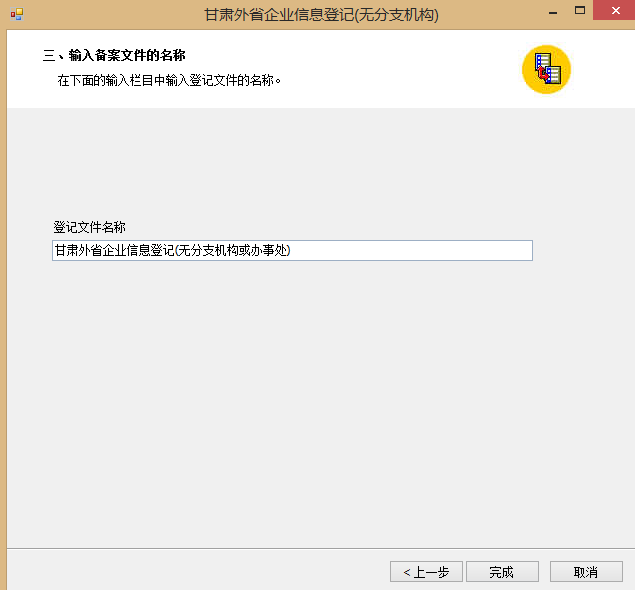 甘肃外省企业信息登记(无分支机构)
三、输入备案文件的名称
在下面的输入栏目中输入登记文件的名称。
登记文件名称
甘肃外省企业信息登记(无分支机构或办事处)
< 上一步
完成
取消